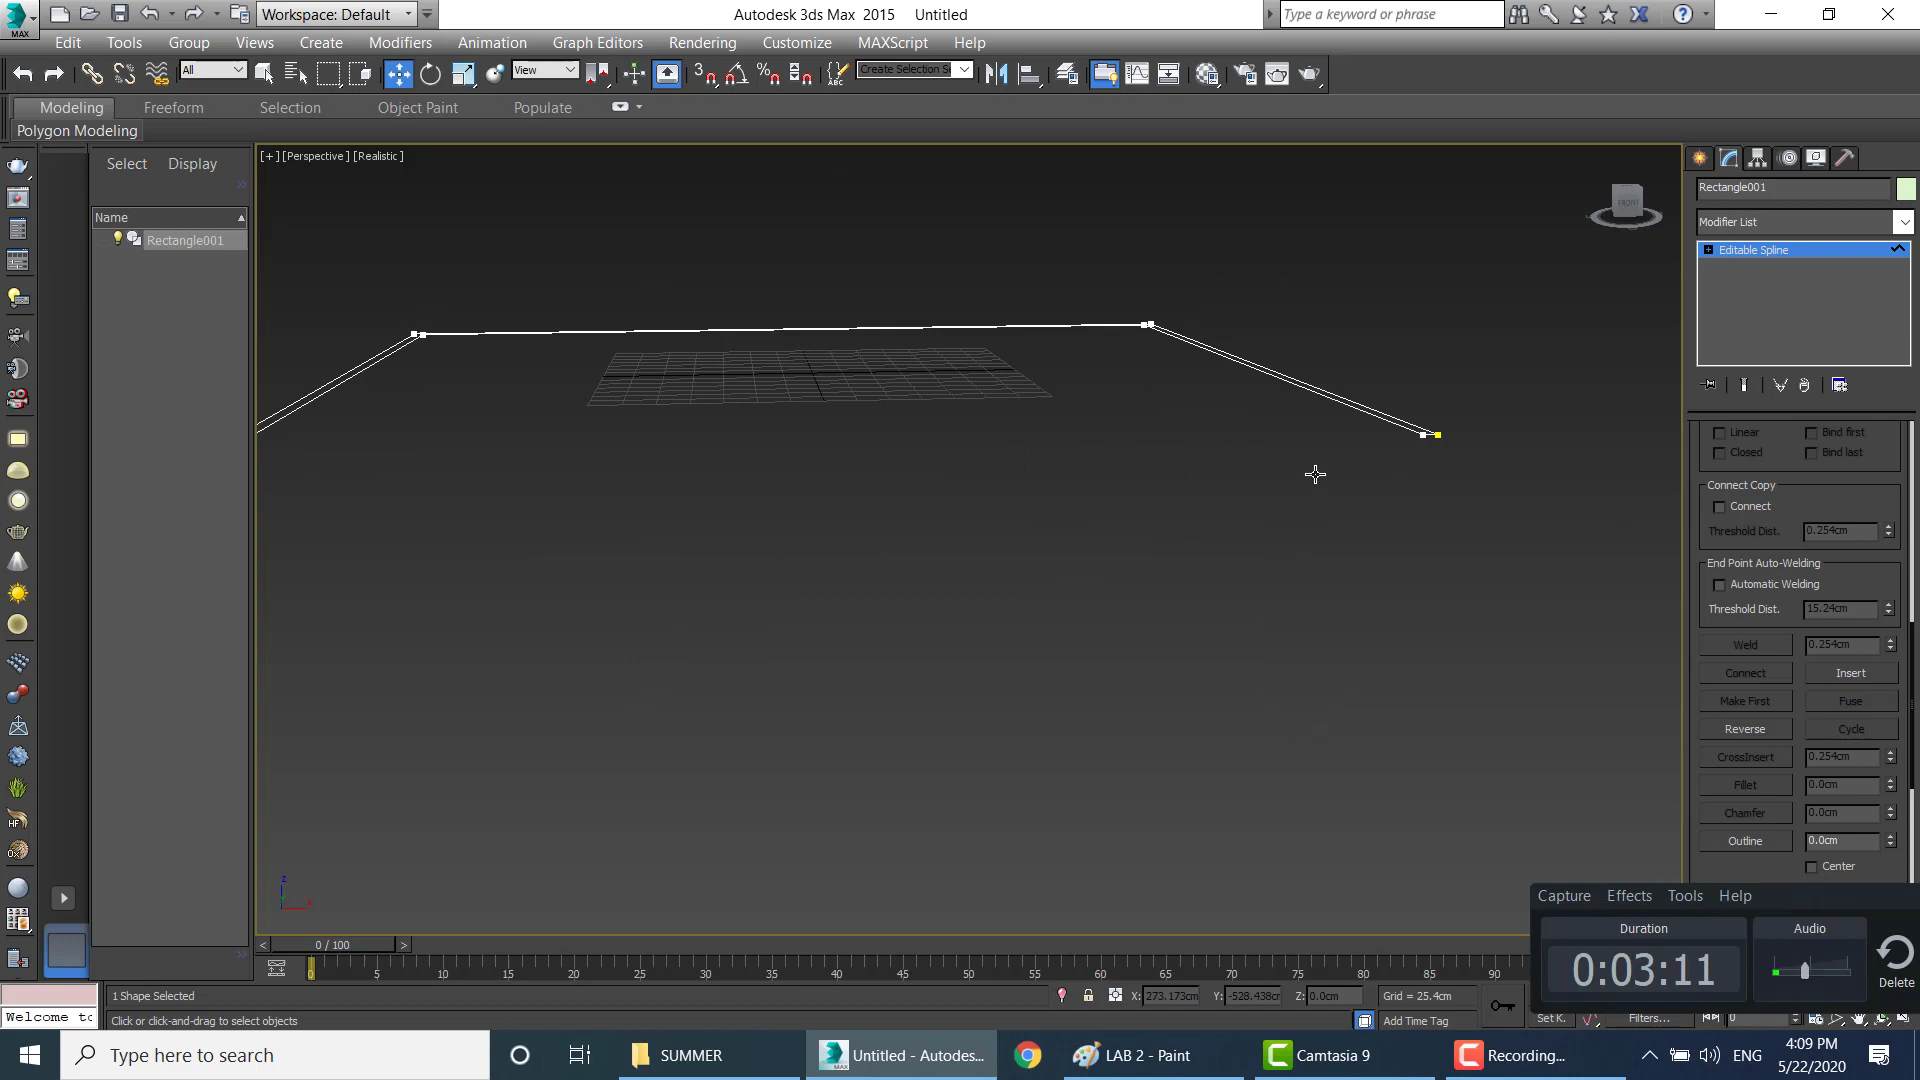 MAX
Workspace: Default
Autodesk 3ds Max 2015 Untitled
Type a keyword or phrase
Edit Tools Group Views Create Modifiers Animation Graph Editors Rendering Customize MAXScript Help
All
View
Create Selection Se
Modeling Freeform Selection Object Paint Populate
Polygon Modeling
Select Display
Name
Rectangle001
[+] [Perspective] [Realistic]
FRONT
Rectangle001
Modifier List
Editable Spline
Linear Bind first
Closed Bind last
Connect Copy
Connect
Threshold Dist. 0.254cm
End Point Auto-Welding
Automatic Welding
Threshold Dist. 15.24cm
Weld 0.254cm
Connect Insert
Make First Fuse
Reverse Cycle
CrossInsert 0.254cm
Fillet 0.0cm
Chamfer 0.0cm
Outline 0.0cm
Center
z
x
Capture Effects Tools Help
Duration Audio
0:03:11
Delete
< 0 / 100 >
0 5 10 15 20 25 30 35 40 45 50 55 60 65 70 75 80 85 90
1 Shape Selected
X: 273.173cm Y: -528.438cm Z: 0.0cm
Grid = 25.4cm
Welcome to
Click or click-and-drag to select objects
Add Time Tag
Set K.
Filters...
0
Type here to search
SUMMER
Untitled - Autodes...
LAB 2 - Paint
Camtasia 9
Recording...
ENG
4:09 PM
5/22/2020